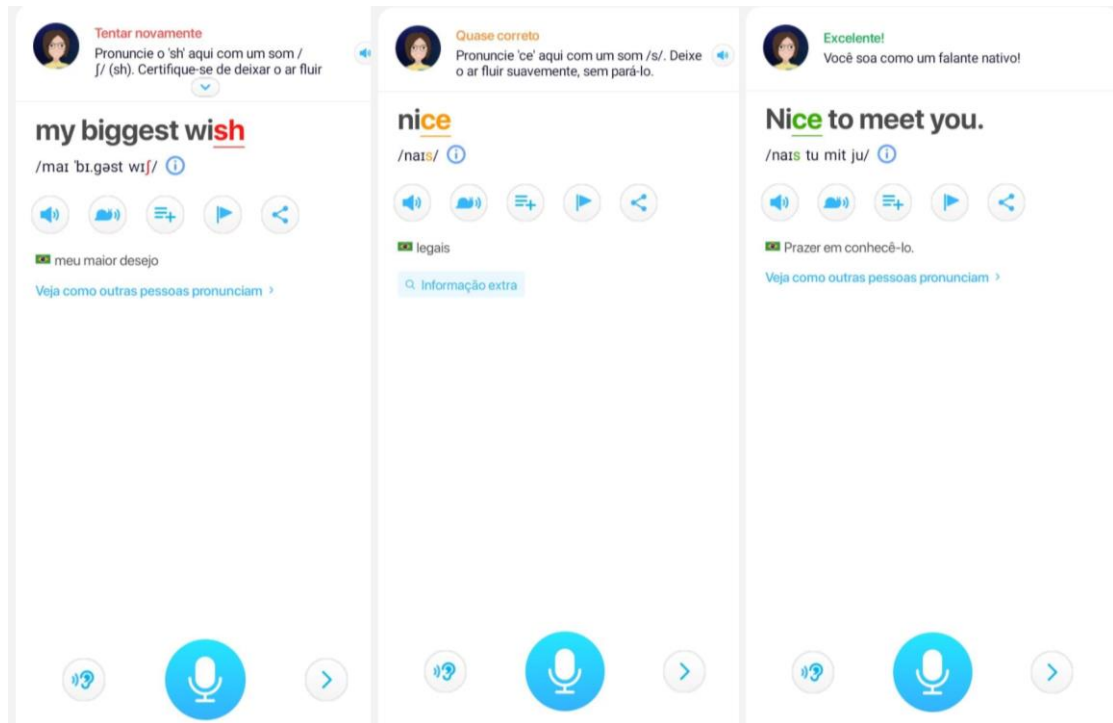 Tentar novamente
Pronuncie o 'sh' aqui com um som /
ʃ/ (sh). Certifique-se de deixar o ar fluir
my biggest wish
/maɪ ˈbɪ.gəst wɪʃ/
meu maior desejo
Veja como outras pessoas pronunciam
Quase correto
Pronuncie 'ce' aqui com um som /s/. Deixe
o ar fluir suavemente, sem pará-lo.
nice
/naɪs/
legais
Informação extra
Excelente!
Você soa como um falante nativo!
Nice to meet you.
/naɪs tu mit ju/
Prazer em conhecê-lo.
Veja como outras pessoas pronunciam